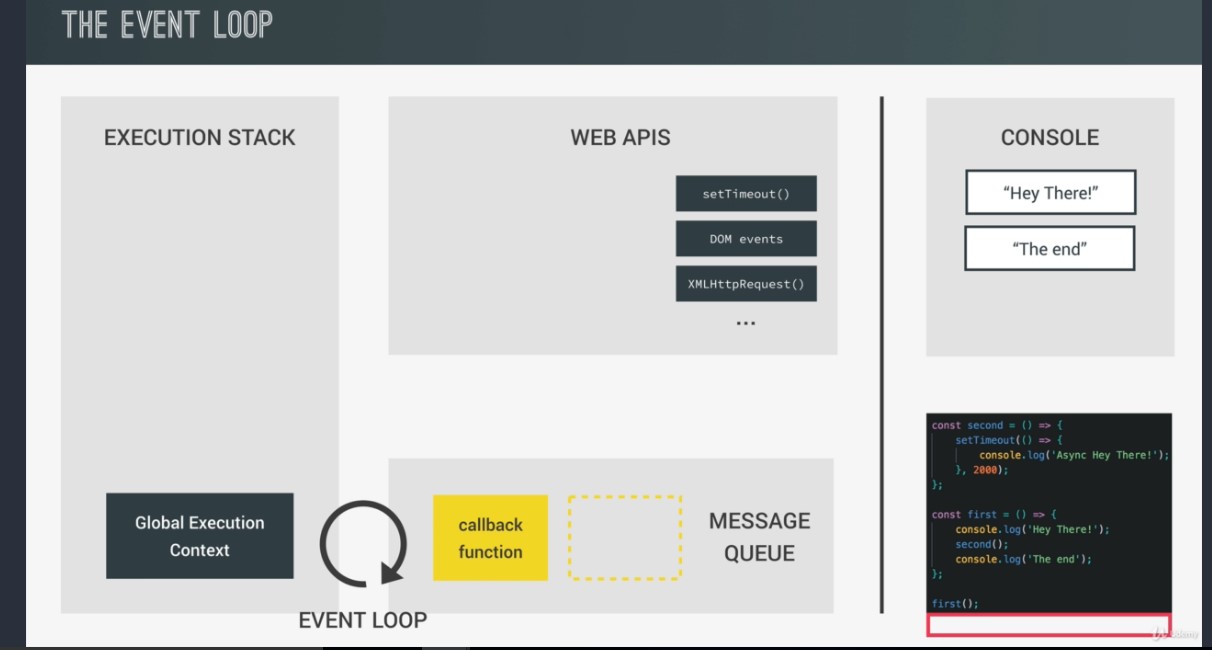 THE EVENT LOOP
EXECUTION STACK
WEB APIS
setTimeout()
DOM events
XMLHttpRequest()
...
CONSOLE
“Hey There!”
“The end”
Global Execution
Context
EVENT LOOP
callback
function
MESSAGE
QUEUE
const second = () => {
    setTimeout(() => {
        console.log('Async Hey There!');
    }, 2000);
};
const first = () => {
    console.log('Hey There!');
    second();
    console.log('The end');
};
first();
Udemy